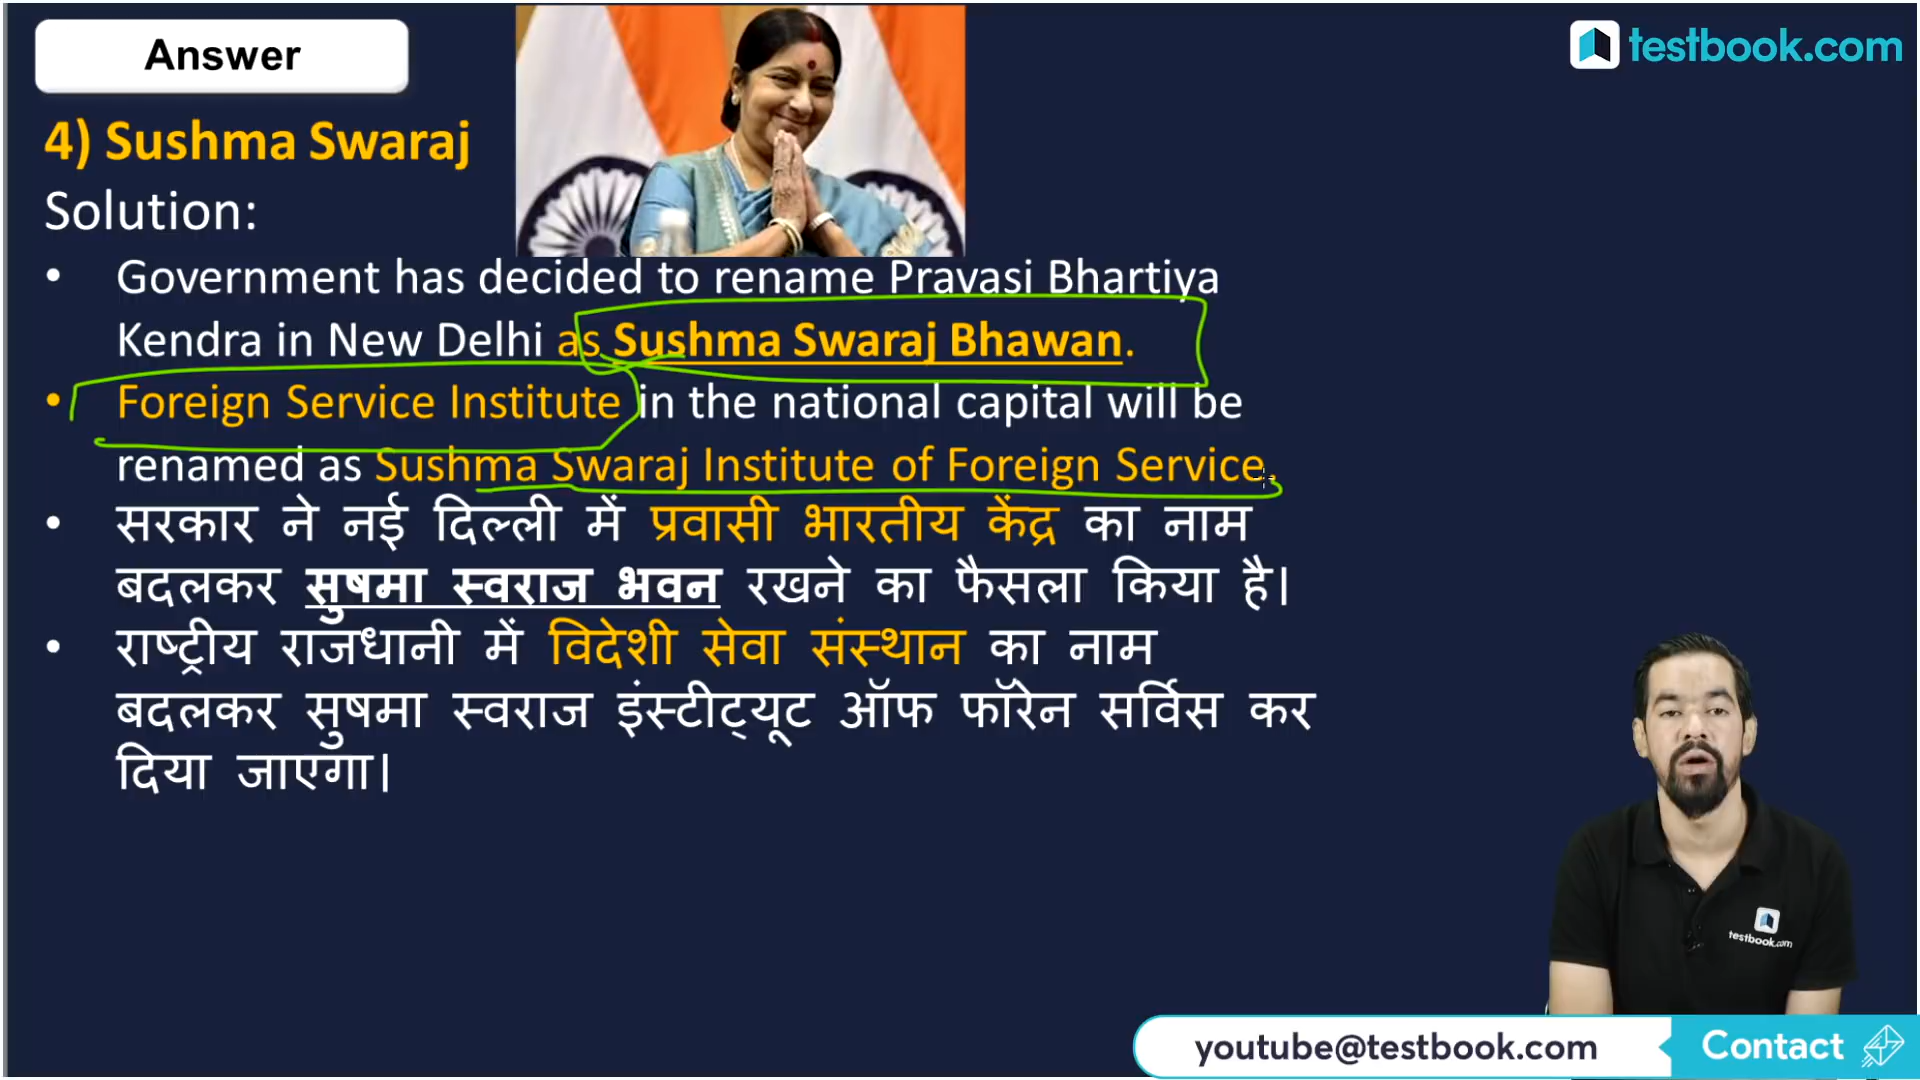 Answer
testbook.com
4) Sushma Swaraj
Solution:
• Government has decided to rename Pravasi Bhartiya
Kendra in New Delhi as Sushma Swaraj Bhawan.
• Foreign Service Institute in the national capital will be
renamed as Sushma Swaraj Institute of Foreign Service.
• सरकार ने नई दिल्ली में प्रवासी भारतीय केंद्र का नाम
बदलकर सुषमा स्वराज भवन रखने का फैसला किया है।
• राष्ट्रीय राजधानी में विदेशी सेवा संस्थान का नाम
बदलकर सुषमा स्वराज इंस्टीट्यूट ऑफ फॉरेन सर्विस कर
दिया जाएगा।
testbook.com
youtube@testbook.com
Contact